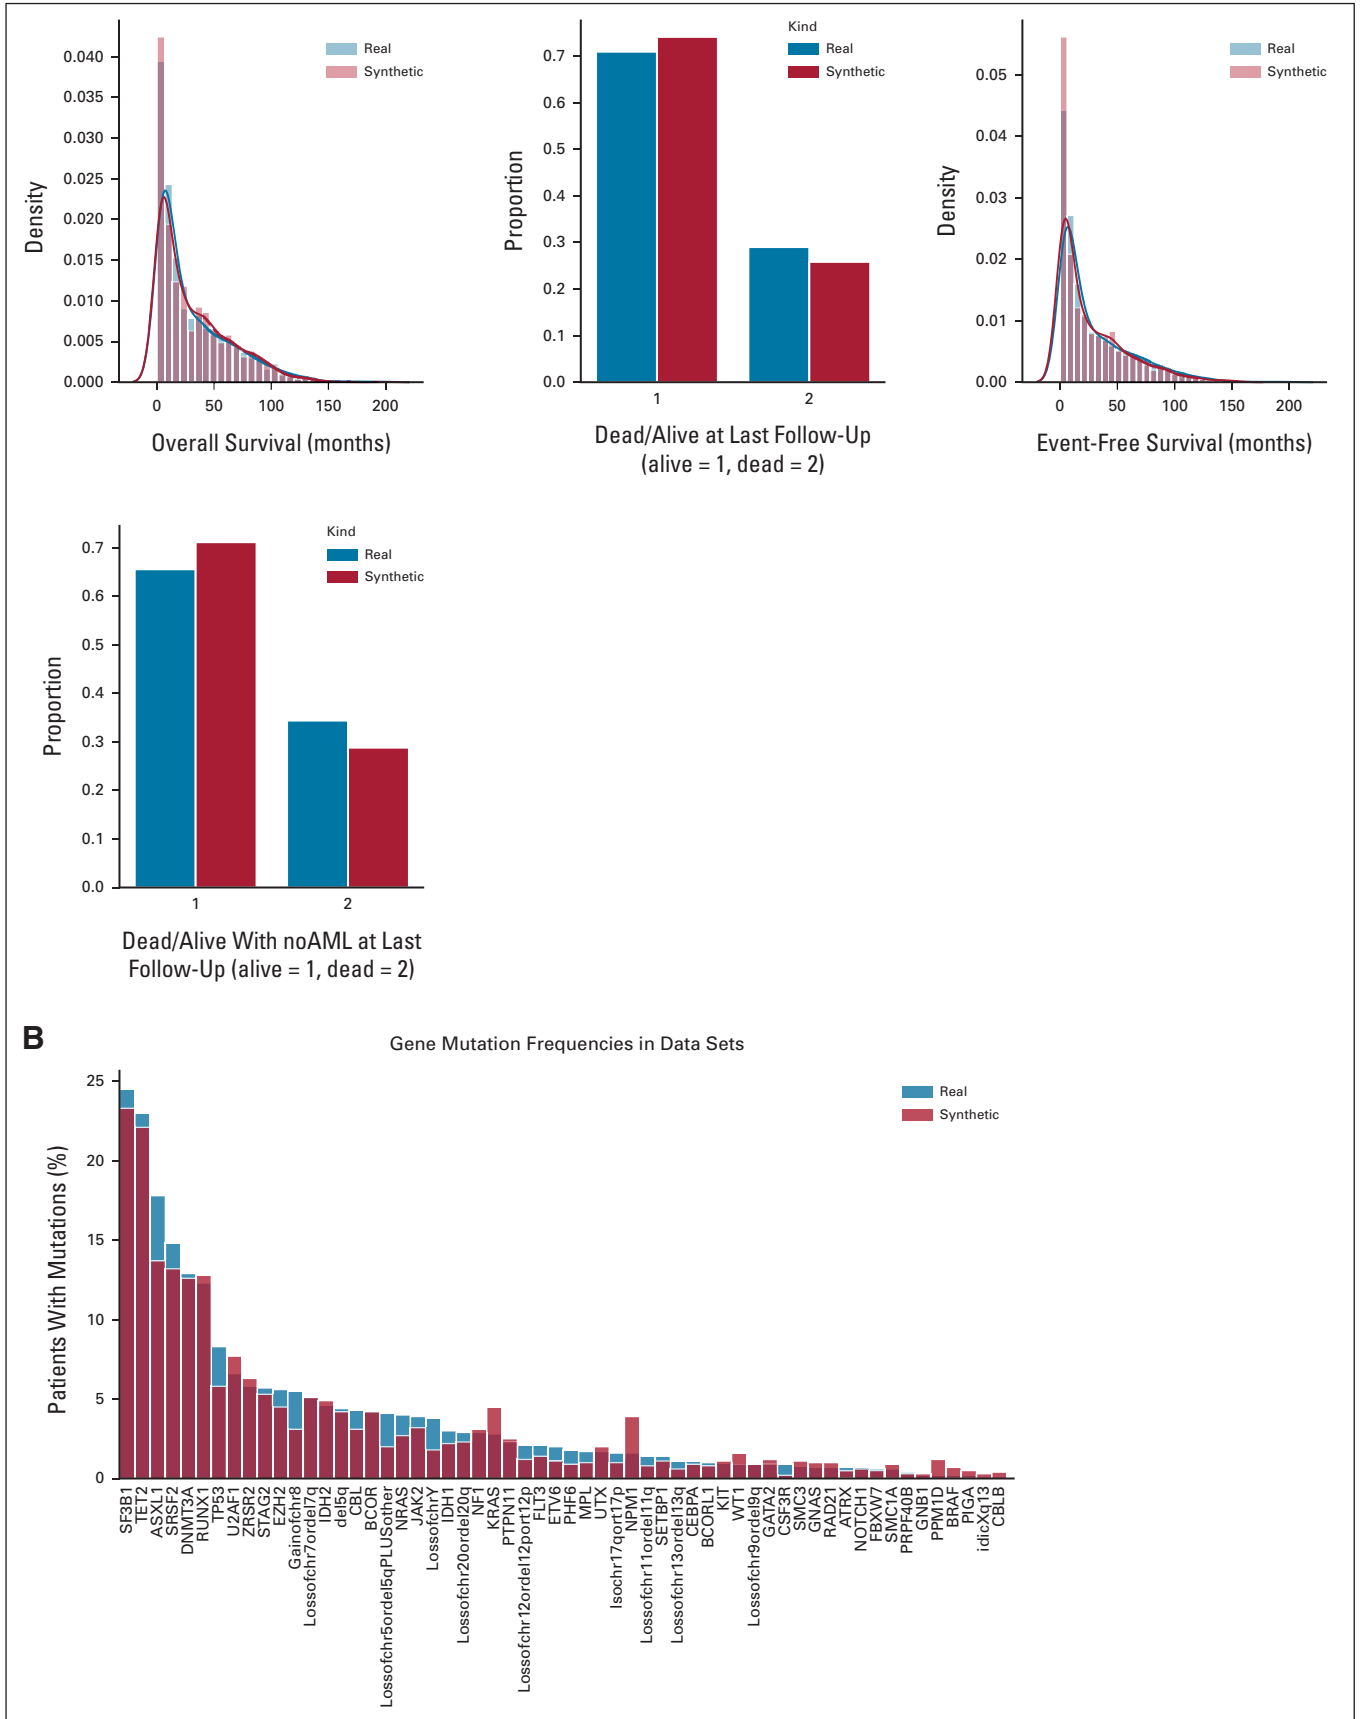 0.040
0.035
0.030
0.025
0.020
0.015
0.010
0.005
0.000
Density
Real
Synthetic
0
50
100
150
200
Overall Survival (months)
0.7
0.6
0.5
0.4
0.3
0.2
0.1
0.0
Proportion
Kind
Real
Synthetic
1
2
Dead/Alive at Last Follow-Up
(alive = 1, dead = 2)
0.05
0.04
0.03
0.02
0.01
0.00
Density
Real
Synthetic
0
50
100
150
200
Event-Free Survival (months)
0.7
0.6
0.5
0.4
0.3
0.2
0.1
0.0
Proportion
Kind
Real
Synthetic
1
2
Dead/Alive With noAML at Last
Follow-Up (alive = 1, dead = 2)
B
Gene Mutation Frequencies in Data Sets
25
20
15
10
5
0
Patients With Mutations (%)
Real
Synthetic
SF3B1
TET2
ASXL1
SRSF2
DNMT3A
RUNX1
TP53
U2AF1
ZRSR2
STAG2
EZH2
Gainofchr8
Lossofchr7ordel7q
IDH2
del5q
CBL
BCOR
Lossofchr5ordel5qPLUSother
NRAS
JAK2
LossofchrY
IDH1
Lossofchr20ordel20q
NF1
KRAS
PTPN11
Lossofchr12ordel12port12p
FLT3
ETV6
PHF6
MPL
UTX
Isochr17qort17p
NPM1
Lossofchr11ordel11q
SETBP1
Lossofchr13ordel13q
CEBPA
BCORL1
KIT
WT1
Lossofchr9ordel9q
GATA2
CSF3R
SMC3
GNAS
RAD21
ATRX
NOTCH1
FBXW7
SMC1A
PRPF40B
GNB1
PPM1D
BRAF
PIGA
idicXq13
CBLB